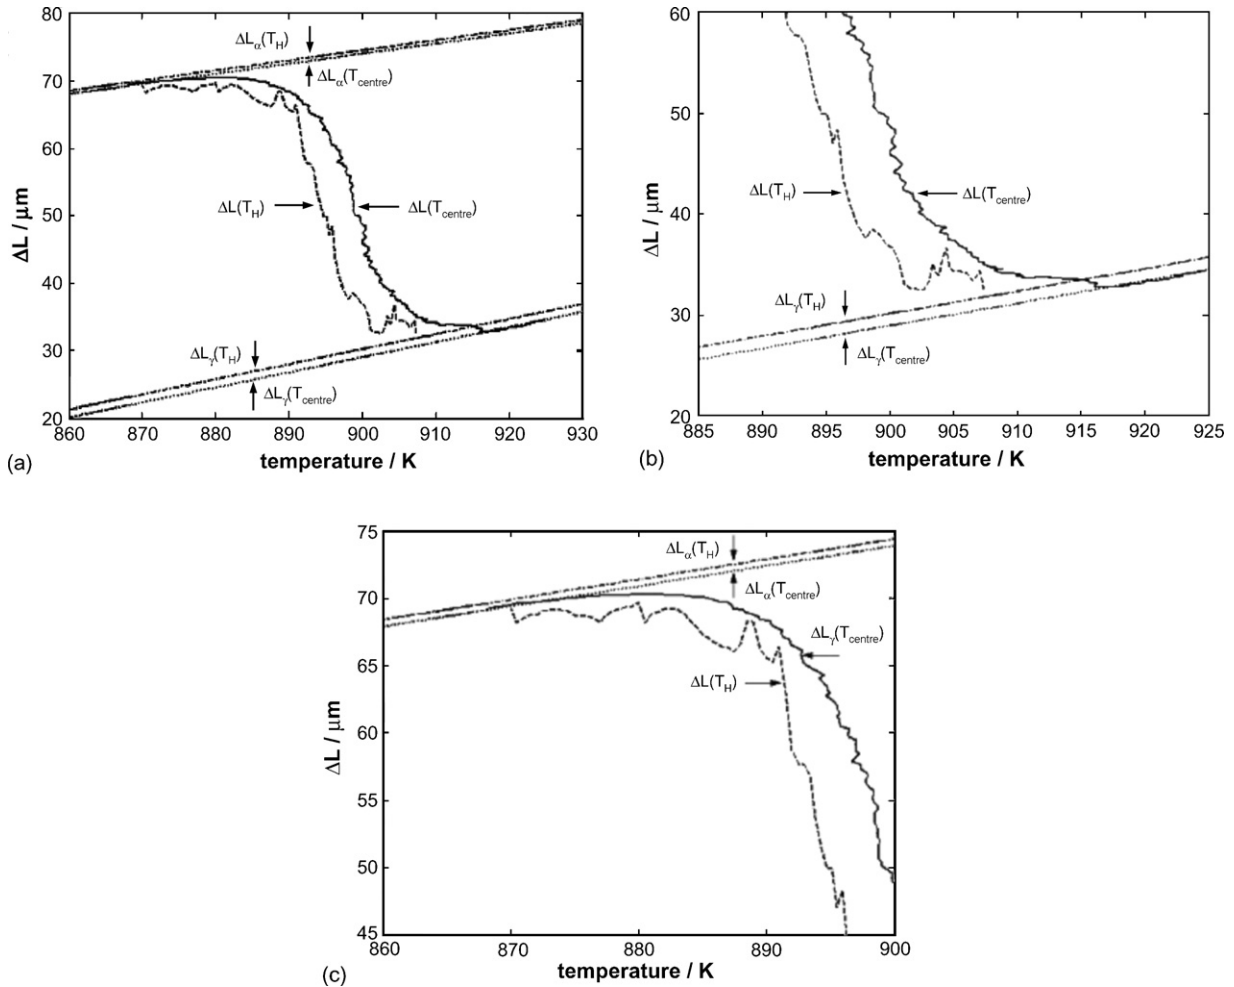 80
70
60
50
40
30
20
ΔL / μm
ΔLα(TH)
ΔLα(Tcentre)
ΔL(TH)
ΔL(Tcentre)
ΔLγ(TH)
ΔLγ(Tcentre)
860 870 880 890 900 910 920 930
temperature / K
(a)
60
50
40
30
20
ΔL / μm
ΔL(TH)
ΔL(Tcentre)
ΔLγ(TH)
ΔLγ(Tcentre)
885 890 895 900 905 910 915 920 925
temperature / K
(b)
75
70
65
60
55
50
45
ΔL / μm
ΔLα(TH)
ΔLα(Tcentre)
ΔLγ(Tcentre)
ΔL(TH)
860 870 880 890 900
temperature / K
(c)